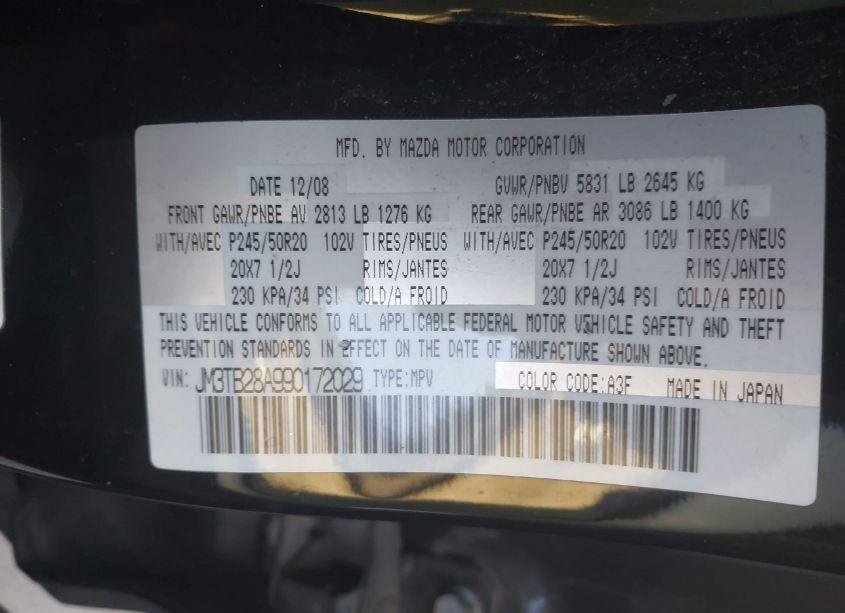 MFD. BY MAZDA MOTOR CORPORATION
DATE 12/08 GVWR/PNBV 5831 LB 2645 KG
FRONT GAWR/PNBE AV 2813 LB 1276 KG REAR GAWR/PNBE AR 3086 LB 1400 KG
WITH/AVEC P245/50R20 102V TIRES/PNEUS WITH/AVEC P245/50R20 102V TIRES/PNEUS
20X7 1/2J RIMS/JANTES 20X7 1/2J RIMS/JANTES
230 KPA/34 PSI COLD/A FROID 230 KPA/34 PSI COLD/A FROID
THIS VEHICLE CONFORMS TO ALL APPLICABLE FEDERAL MOTOR VEHICLE SAFETY AND THEFT
PREVENTION STANDARDS IN EFFECT ON THE DATE OF MANUFACTURE SHOWN ABOVE.
VIN: JM3TB28A990172029 TYPE:MPV COLOR CODE:A3F MADE IN JAPAN